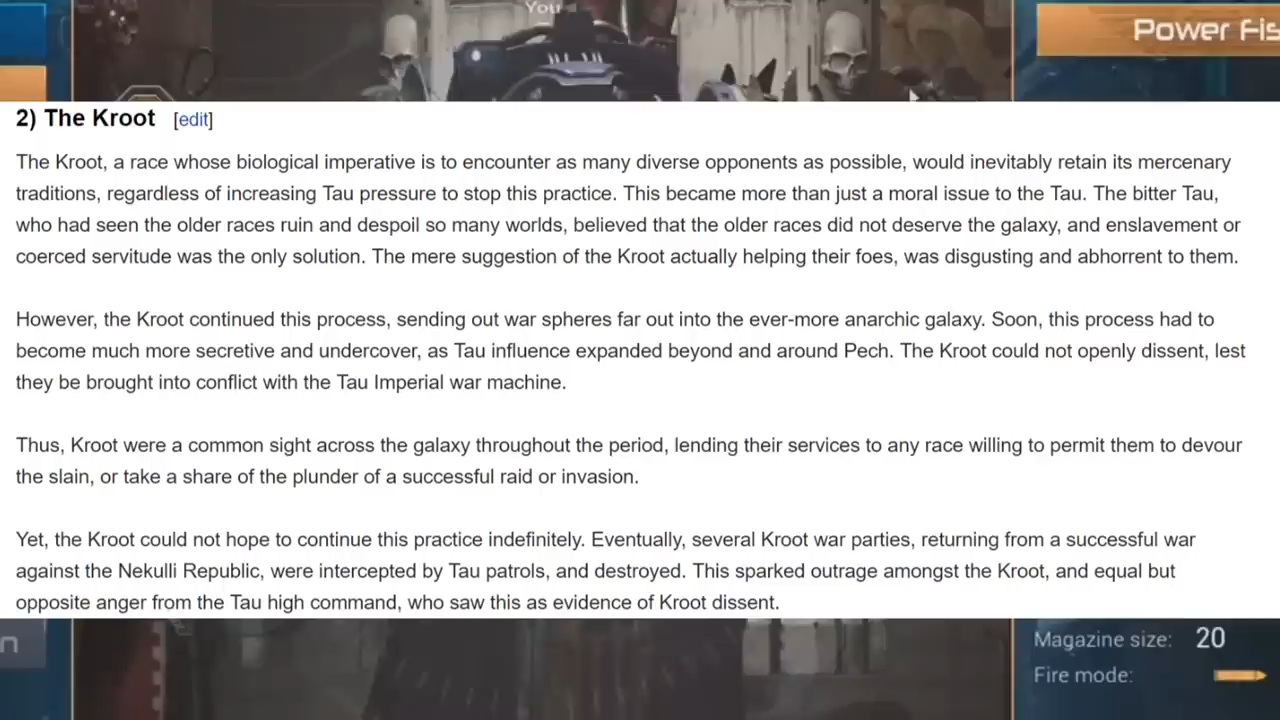 You
Power Fis
2) The Kroot [edit]
The Kroot, a race whose biological imperative is to encounter as many diverse opponents as possible, would inevitably retain its mercenary
traditions, regardless of increasing Tau pressure to stop this practice. This became more than just a moral issue to the Tau. The bitter Tau,
who had seen the older races ruin and despoil so many worlds, believed that the older races did not deserve the galaxy, and enslavement or
coerced servitude was the only solution. The mere suggestion of the Kroot actually helping their foes, was disgusting and abhorrent to them.
However, the Kroot continued this process, sending out war spheres far out into the ever-more anarchic galaxy. Soon, this process had to
become much more secretive and undercover, as Tau influence expanded beyond and around Pech. The Kroot could not openly dissent, lest
they be brought into conflict with the Tau Imperial war machine.
Thus, Kroot were a common sight across the galaxy throughout the period, lending their services to any race willing to permit them to devour
the slain, or take a share of the plunder of a successful raid or invasion.
Yet, the Kroot could not hope to continue this practice indefinitely. Eventually, several Kroot war parties, returning from a successful war
against the Nekulli Republic, were intercepted by Tau patrols, and destroyed. This sparked outrage amongst the Kroot, and equal but
opposite anger from the Tau high command, who saw this as evidence of Kroot dissent.
n
Magazine size: 20
Fire mode: